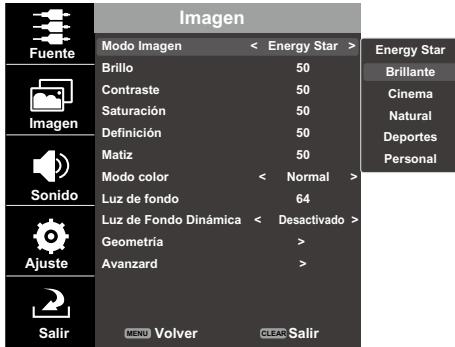 Imagen
Fuente
Imagen
Sonido
Ajuste
Salir
Modo Imagen < Energy Star >
Brillo 50
Contraste 50
Saturación 50
Definición 50
Matiz 50
Modo color < Normal >
Luz de fondo 64
Luz de Fondo Dinámica < Desactivado >
Geometría >
Avanzard >
MENU Volver CLEAR Salir
Energy Star
Brillante
Cinema
Natural
Deportes
Personal